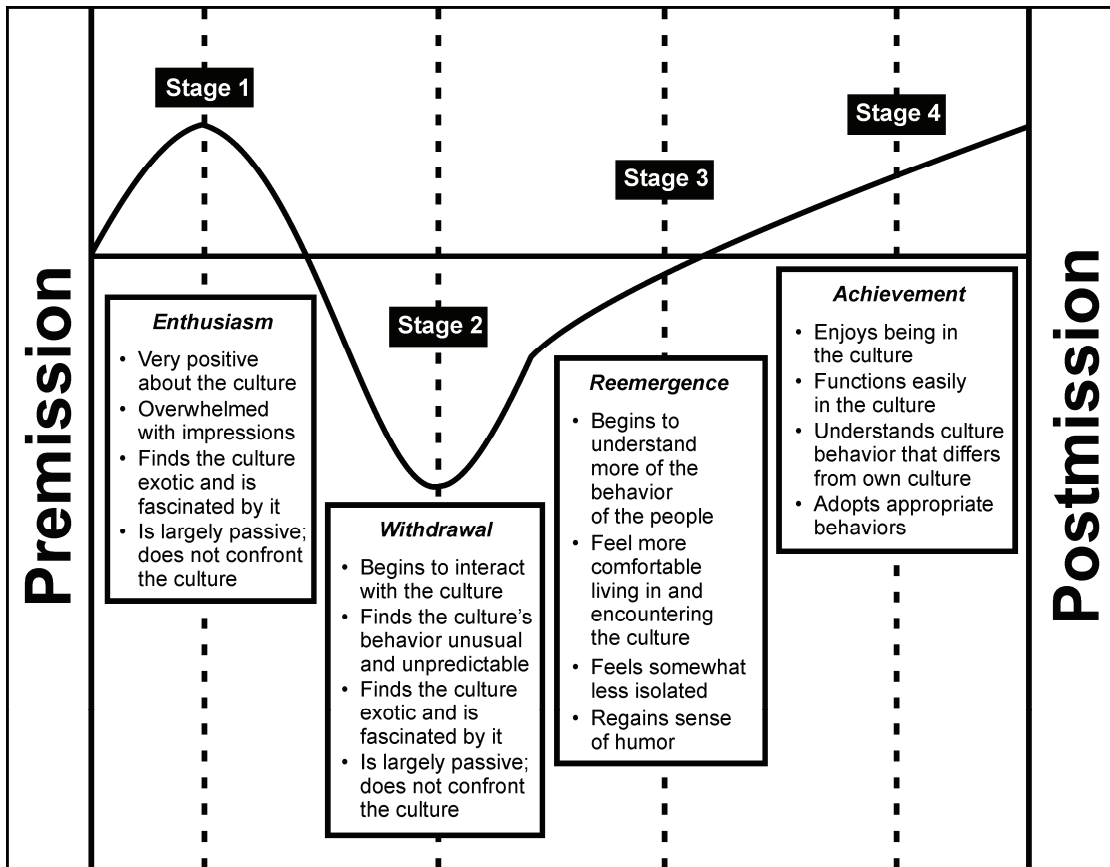 Premission
Stage 1
Enthusiasm
• Very positive
about the culture
• Overwhelmed
with impressions
• Finds the culture
exotic and is
fascinated by it
• Is largely passive;
does not confront
the culture
Stage 2
Withdrawal
• Begins to interact
with the culture
• Finds the culture’s
behavior unusual
and unpredictable
• Finds the culture
exotic and is
fascinated by it
• Is largely passive;
does not confront
the culture
Stage 3
Reemergence
• Begins to
understand
more of the
behavior
of the people
• Feel more
comfortable
living in and
encountering
the culture
• Feels somewhat
less isolated
• Regains sense
of humor
Stage 4
Achievement
• Enjoys being in
the culture
• Functions easily
in the culture
• Understands culture
behavior that differs
from own culture
• Adopts appropriate
behaviors
Postmission